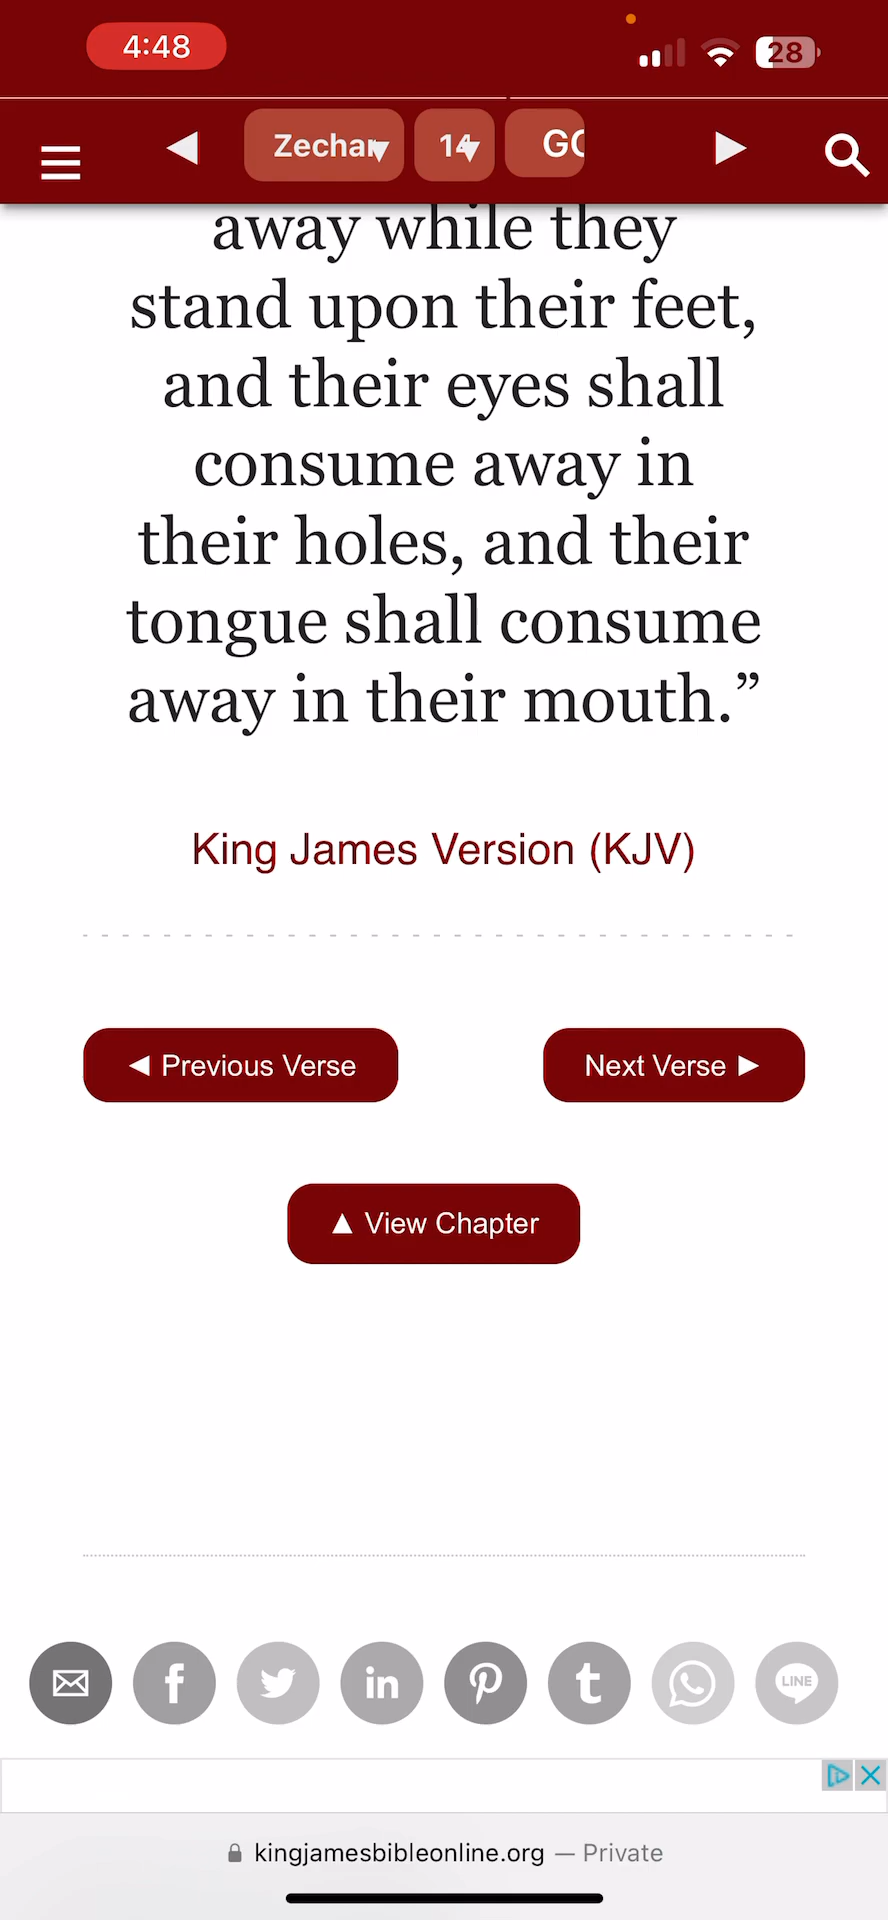 4:48
28
Zechar
14
GO
away while they
stand upon their feet,
and their eyes shall
consume away in
their holes, and their
tongue shall consume
away in their mouth.”
King James Version (KJV)
◀ Previous Verse
Next Verse ▶
▲ View Chapter
LINE
kingjamesbibleonline.org — Private